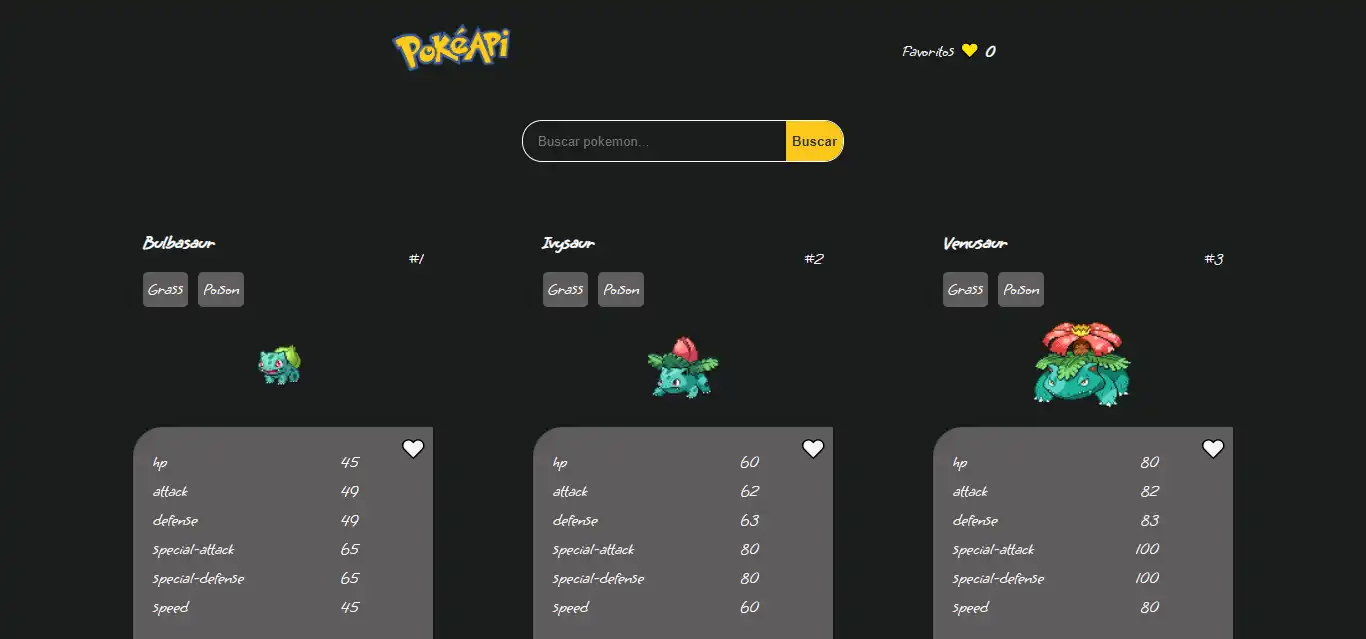 PokéApi
Favoritos 0
Buscar pokemon...
Buscar
Bulbasaur
#1
Grass Poison
hp 45
attack 49
defense 49
special-attack 65
special-defense 65
speed 45
Ivysaur
#2
Grass Poison
hp 60
attack 62
defense 63
special-attack 80
special-defense 80
speed 60
Venusaur
#3
Grass Poison
hp 80
attack 82
defense 83
special-attack 100
special-defense 100
speed 80